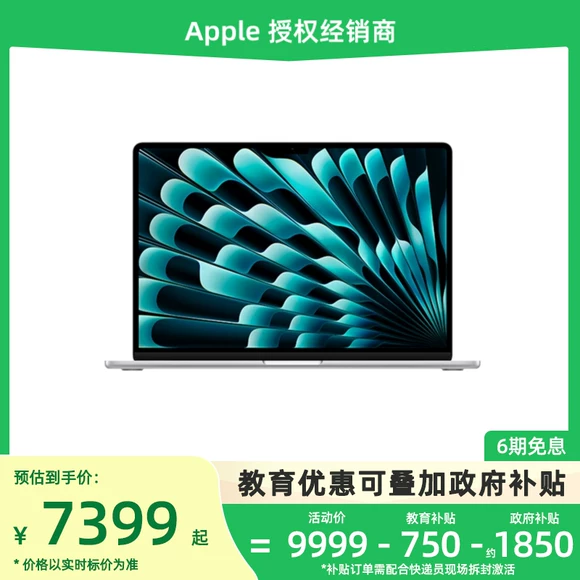 Apple 授权经销商
6期免息
预估到手价:
¥ 7399 起
* 价格以实时标价为准
教育优惠可叠加政府补贴
活动价 教育补贴 政府补贴
= 9999 - 750 - 约1850
*补贴订单需配合快递员现场拆封激活